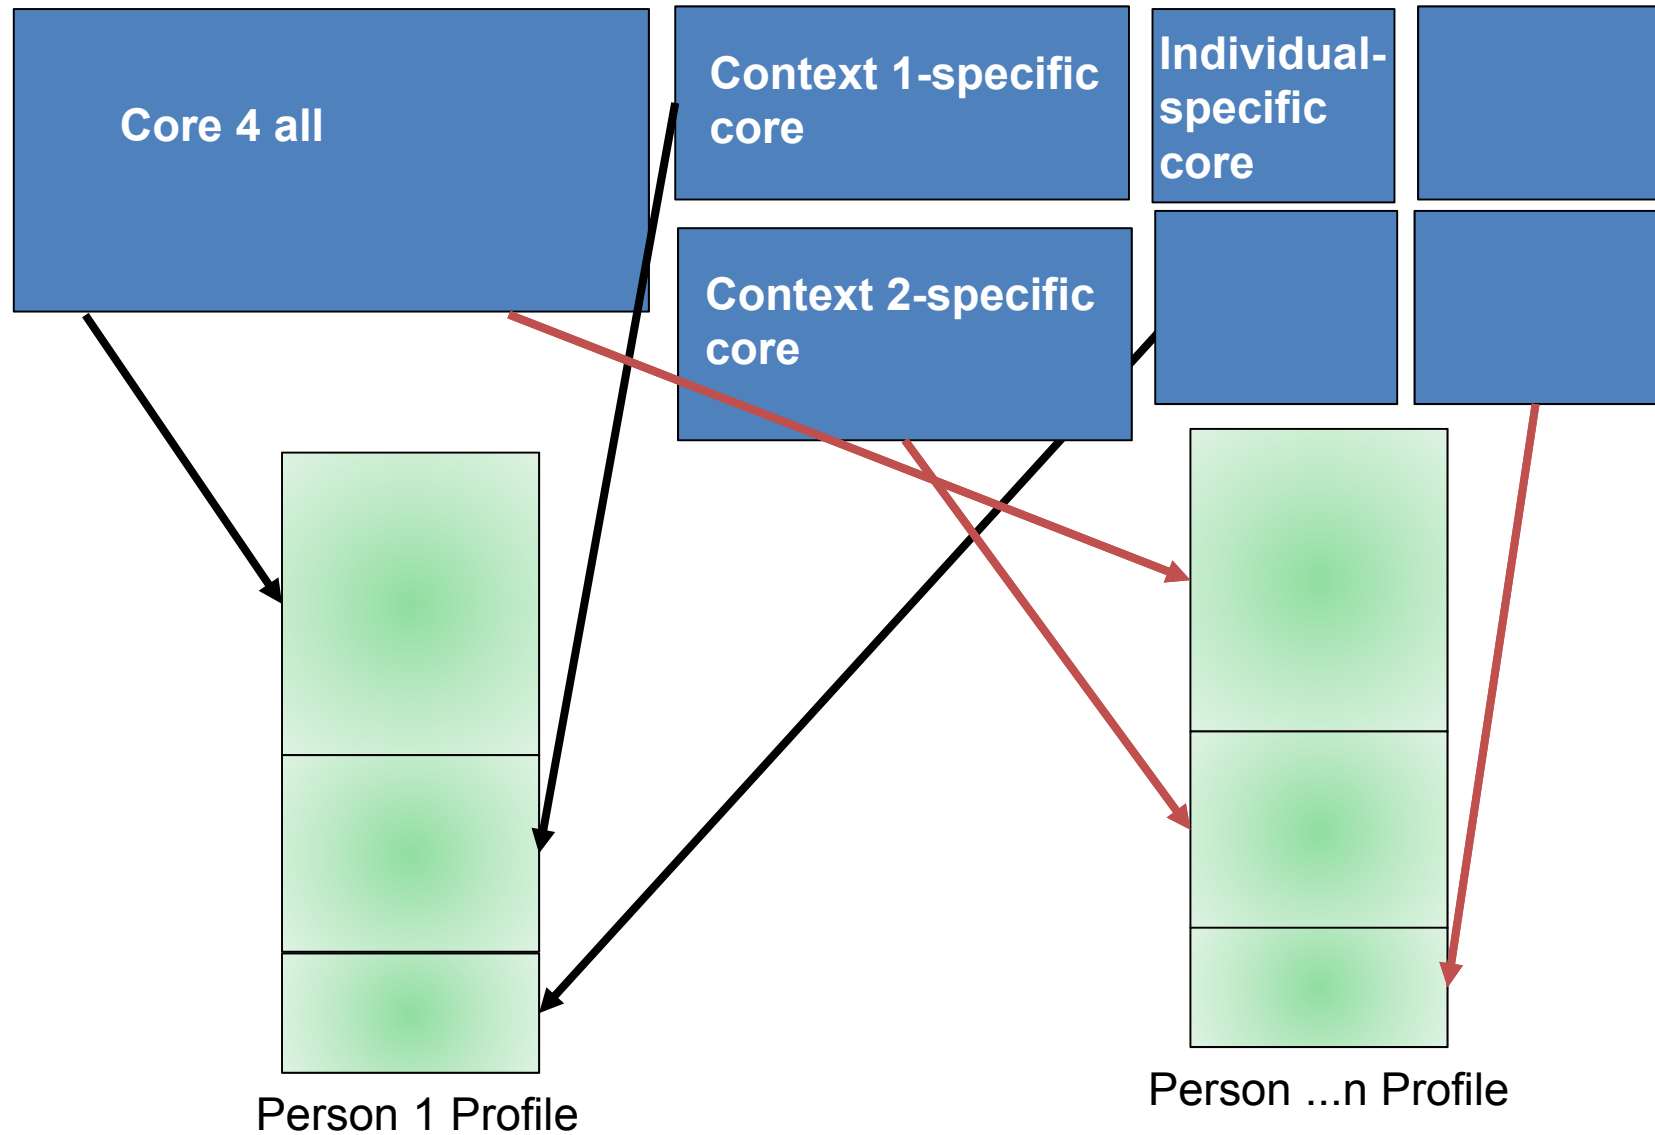 Core 4 all
Context 1-specific
core
Individual-
specific
core
Context 2-specific
core
Person 1 Profile
Person ...n Profile